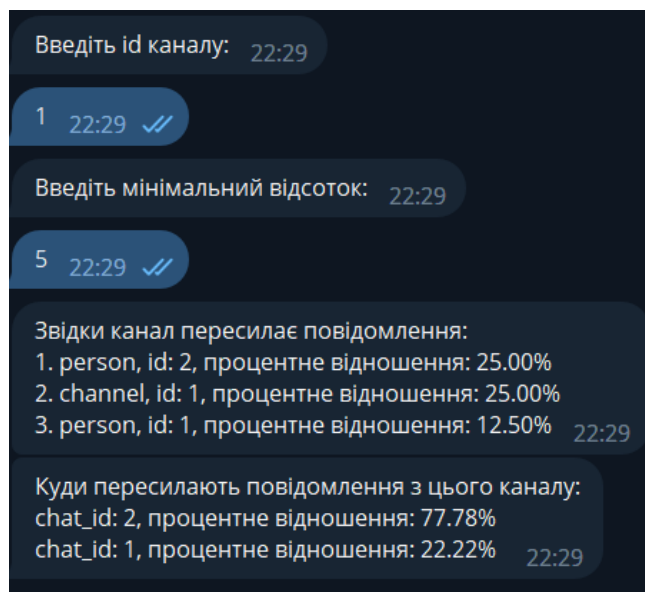 Введіть id каналу: 22:29
1 22:29
Введіть мінімальний відсоток: 22:29
5 22:29
Звідки канал пересилає повідомлення:
1. person, id: 2, процентне відношення: 25.00%
2. channel, id: 1, процентне відношення: 25.00%
3. person, id: 1, процентне відношення: 12.50% 22:29
Куди пересилають повідомлення з цього каналу:
chat_id: 2, процентне відношення: 77.78%
chat_id: 1, процентне відношення: 22.22% 22:29